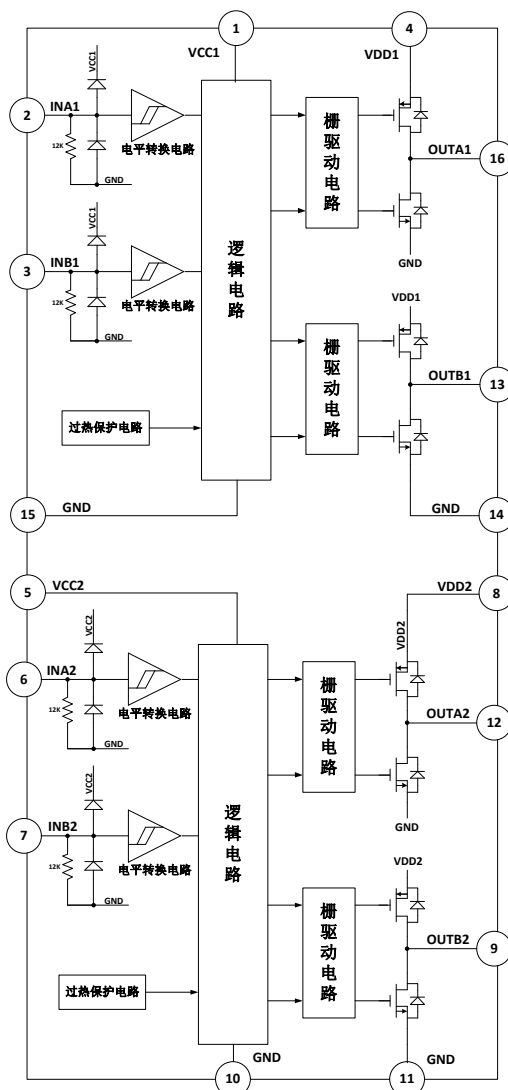 1
VCC1
4
VDD1
VCC1
2
INA1
12K
电平转换电路
GND
OUTA1
16
栅驱动电路
GND
VCC1
3
INB1
12K
电平转换电路
GND
逻辑电路
VDD1
栅驱动电路
OUTB1
13
过热保护电路
15
GND
GND
14
5
VCC2
VDD2
8
VCC2
VDD2
6
INA2
12K
电平转换电路
GND
栅驱动电路
OUTA2
12
GND
VCC2
7
INB2
12K
电平转换电路
GND
逻辑电路
VDD2
栅驱动电路
OUTB2
9
过热保护电路
10
GND
11
GND